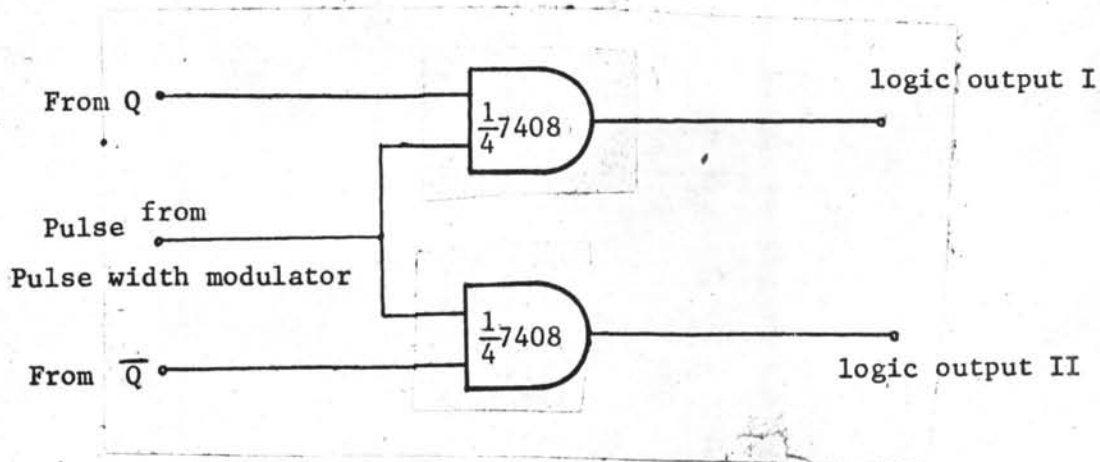 logic output I
From Q
1/4 7408
Pulse from
Pulse width modulator
1/4 7408
From Q̅
logic output II